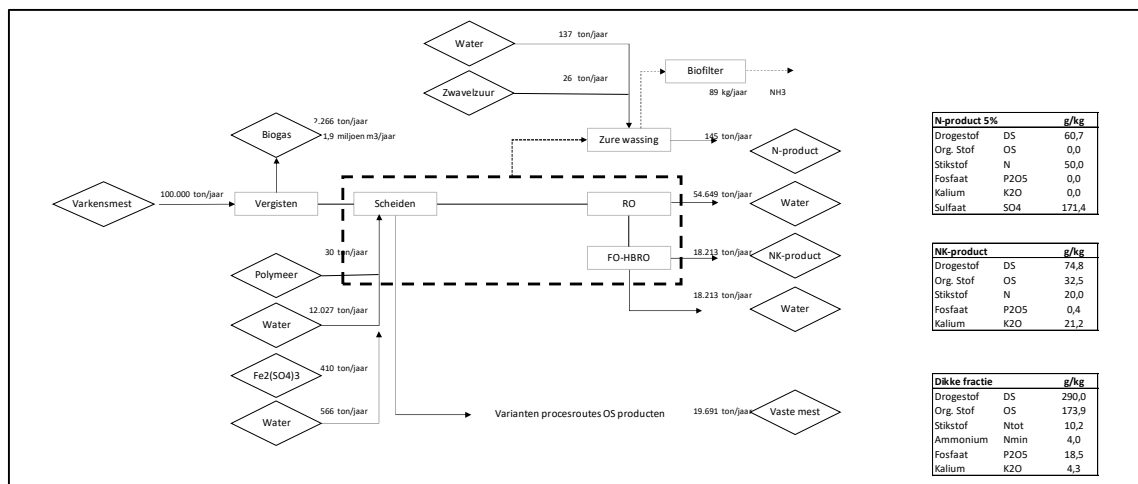 Water
137 ton/jaar
Biofilter
89 kg/jaar NH3
Zwavelzuur
26 ton/jaar
.266 ton/jaar
1,9 miljoen m3/jaar
Biogas
Zure wassing
145 ton/jaar
N-product
Varkensmest
100.000 ton/jaar
Vergisten
Scheiden
RO
54.649 ton/jaar
Water
FO-HBRO
18.213 ton/jaar
NK-product
30 ton/jaar
Polymeer
18.213 ton/jaar
Water
12.027 ton/jaar
Water
Fe2(SO4)3
410 ton/jaar
566 ton/jaar
Water
Varianten procesroutes OS producten
19.691 ton/jaar
Vaste mest
N-product 5% g/kg
Drogestof DS 60,7
Org. Stof OS 0,0
Stikstof N 50,0
Fosfaat P2O5 0,0
Kalium K2O 0,0
Sulfaat SO4 171,4
NK-product g/kg
Drogestof DS 74,8
Org. Stof OS 32,5
Stikstof N 20,0
Fosfaat P2O5 0,4
Kalium K2O 21,2
Dikke fractie g/kg
Drogestof DS 290,0
Org. Stof OS 173,9
Stikstof Ntot 10,2
Ammonium Nmin 4,0
Fosfaat P2O5 18,5
Kalium K2O 4,3